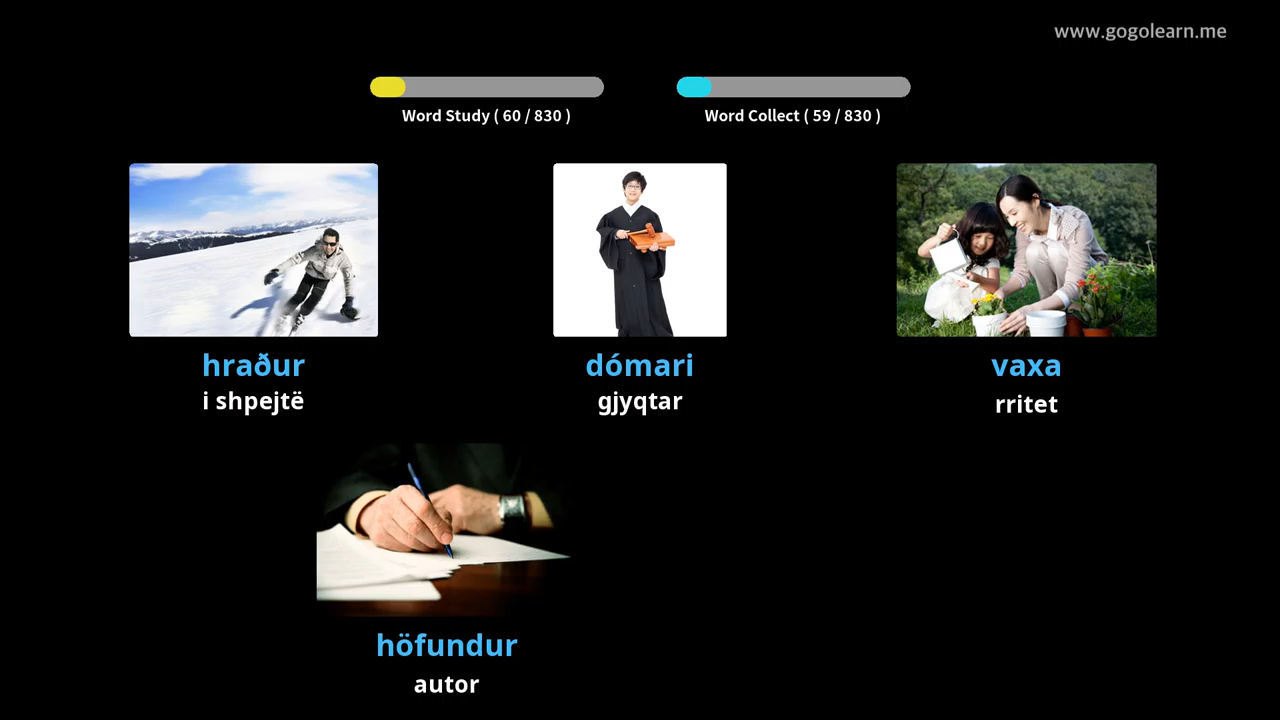 www.gogolearn.me
Word Study ( 60 / 830 )
Word Collect ( 59 / 830 )
hraður
i shpejtë
dómari
gjyqtar
vaxa
rritet
höfundur
autor